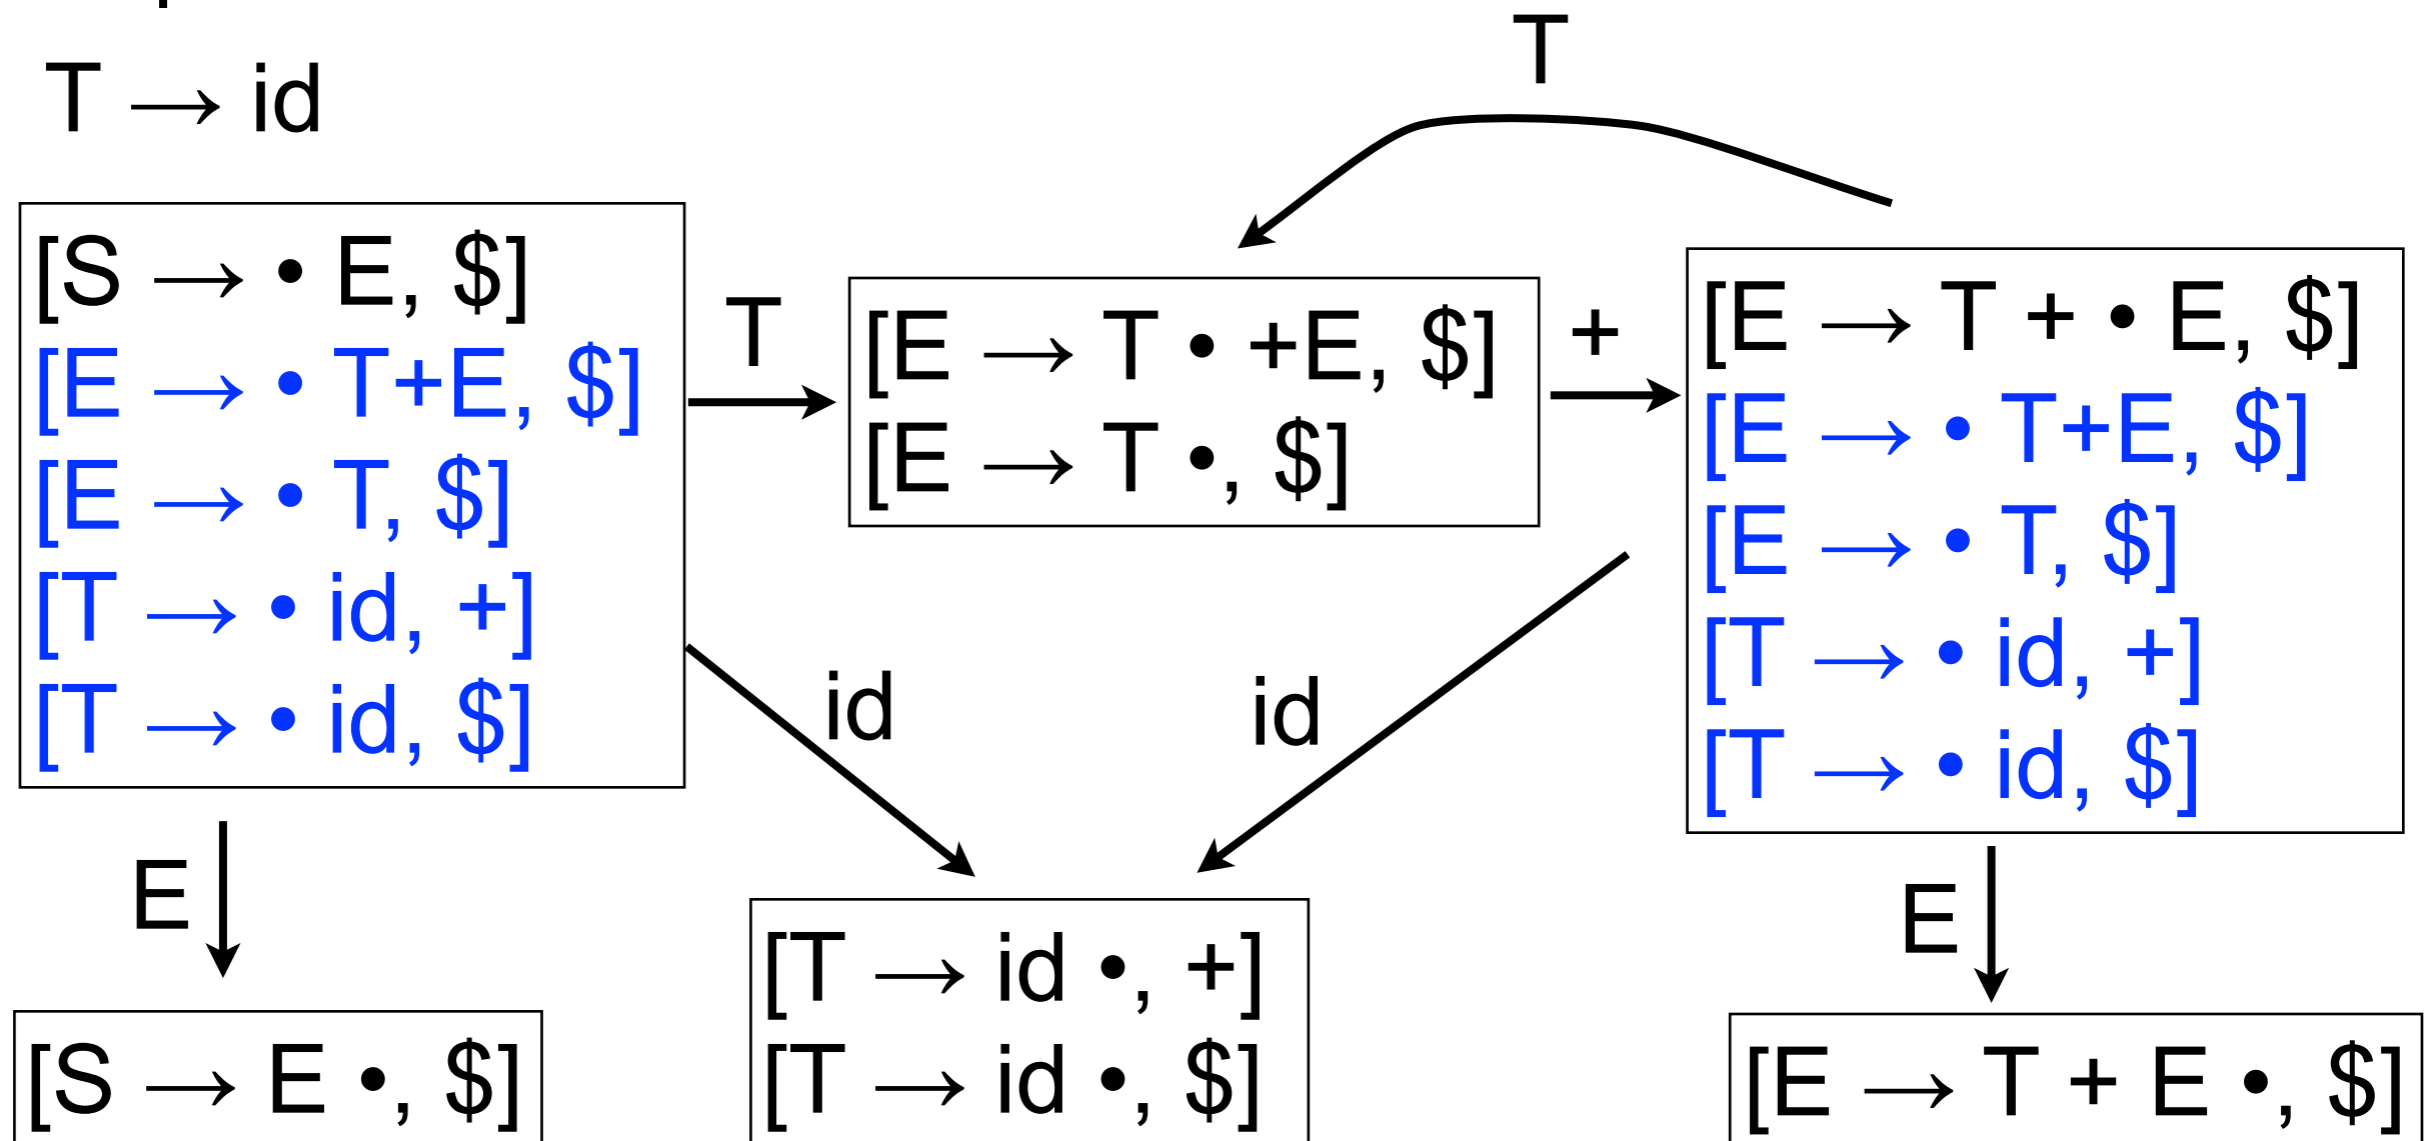 T → id
T
[S → • E, $]
[E → • T+E, $]
[E → • T, $]
[T → • id, +]
[T → • id, $]
T
[E → T • +E, $]
[E → T •, $]
+
[E → T + • E, $]
[E → • T+E, $]
[E → • T, $]
[T → • id, +]
[T → • id, $]
id
id
E
E
[S → E •, $]
[T → id •, +]
[T → id •, $]
[E → T + E •, $]